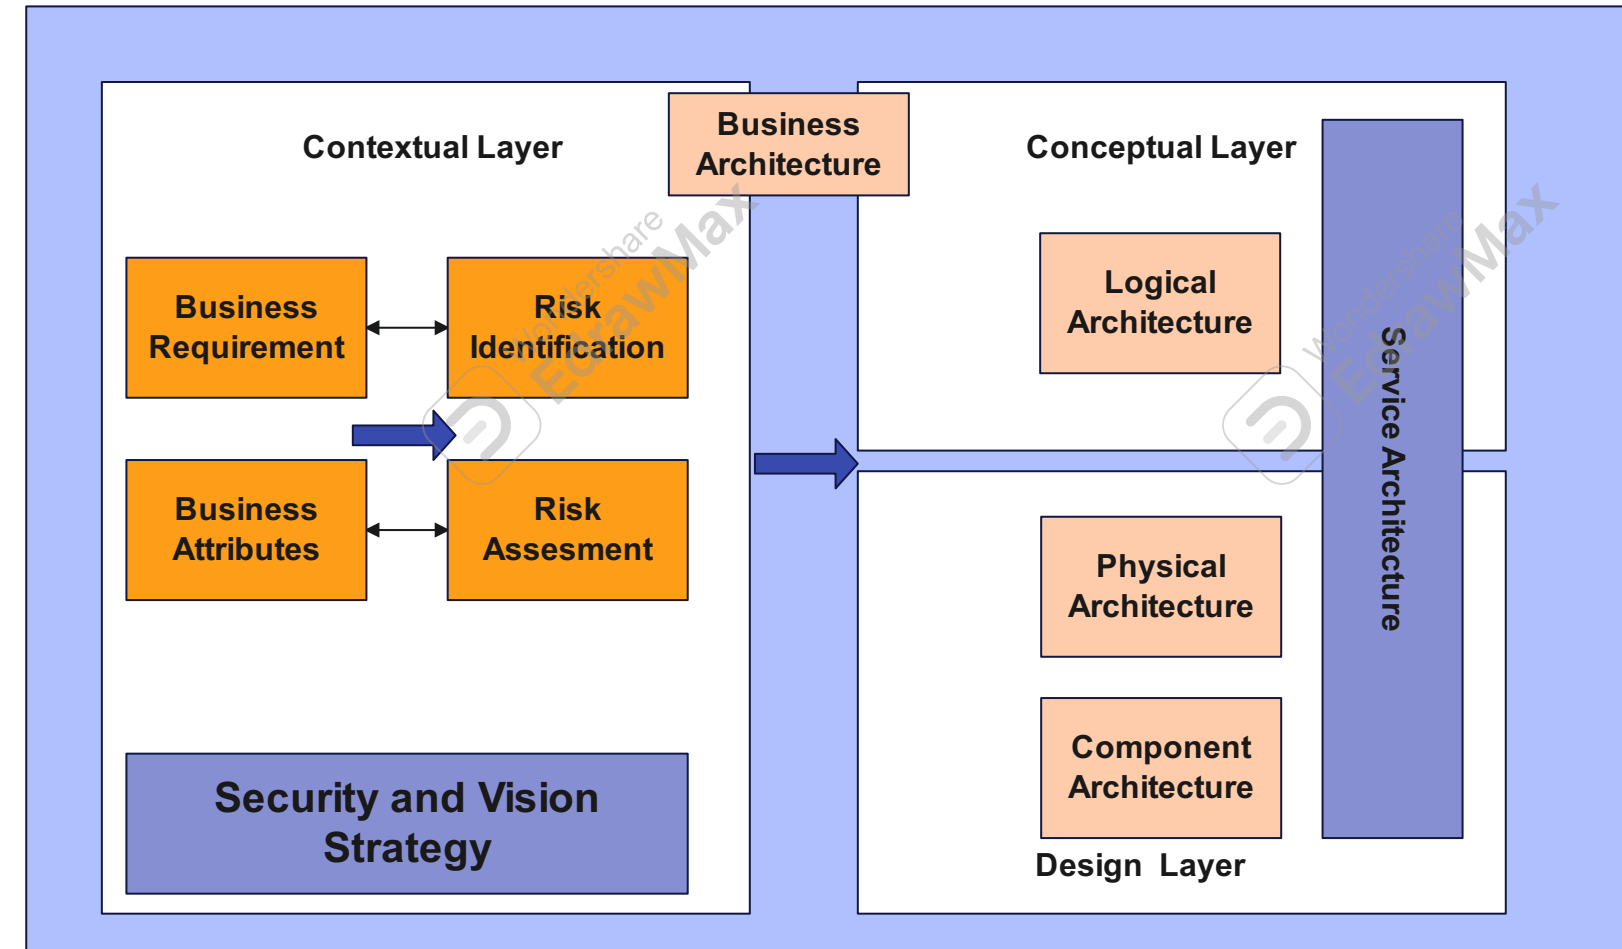 Contextual Layer
Business
Architecture
Conceptual Layer
Business
Requirement
Risk
Identification
Logical
Architecture
Business
Attributes
Risk
Assesment
Physical
Architecture
Component
Architecture
Service Architecture
Security and Vision
Strategy
Design Layer
Wondershare
EdrawMax
Wondershare
EdrawMax